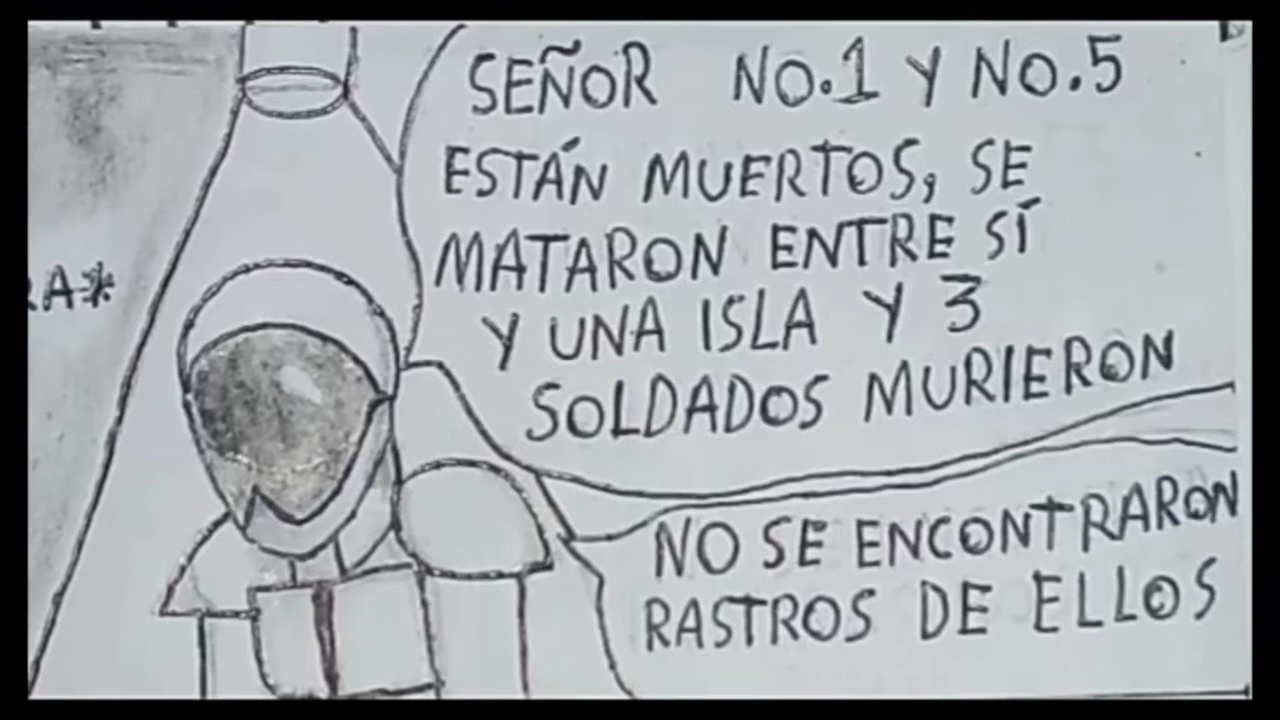 RA*
SEÑOR NO.1 Y NO.5
ESTÁN MUERTOS, SE
MATARON ENTRE SÍ
Y UNA ISLA Y 3
SOLDADOS MURIERON
NO SE ENCONTRARON
RASTROS DE ELLOS